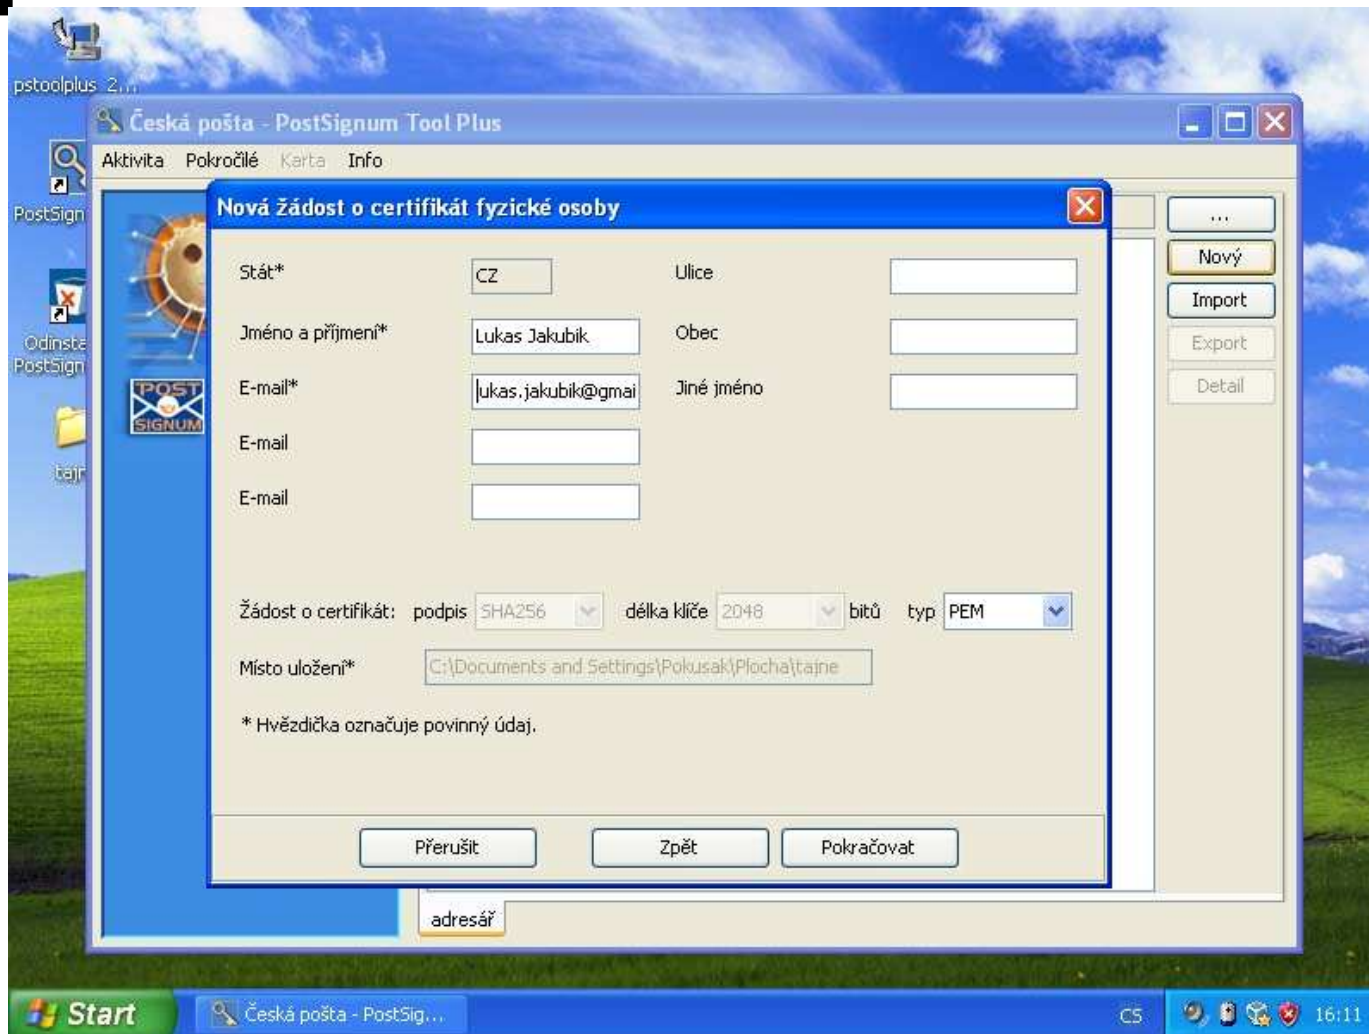 pstoolplus_2...
Česká pošta - PostSignum Tool Plus
Aktivita Pokročilé Karta Info
PostSign
Odinsta
PostSign
tajn
POST
SIGNUM
Nová žádost o certifikát fyzické osoby
Stát* CZ Ulice
Jméno a příjmení* Lukas Jakubik Obec
E-mail* lukas.jakubik@gmai Jiné jméno
E-mail
E-mail
Žádost o certifikát: podpis SHA256 délka klíče 2048 bitů typ PEM
Místo uložení* C:\Documents and Settings\Pokusak\Plocha\tajne
* Hvězdička označuje povinný údaj.
Přerušit Zpět Pokračovat
...
Nový
Import
Export
Detail
adresář
Start Česká pošta - PostSig... CS 16:11